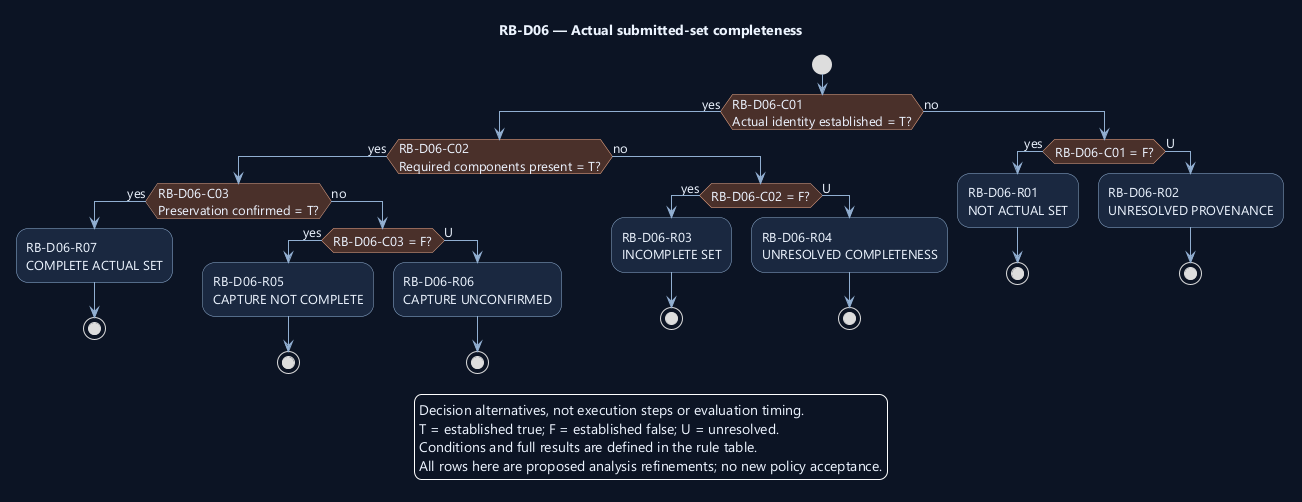 RB-D06 — Actual submitted-set completeness
RB-D06-C01
Actual identity established = T?
yes
no
RB-D06-C02
Required components present = T?
yes
no
RB-D06-C01 = F?
yes
U
RB-D06-C03
Preservation confirmed = T?
yes
no
RB-D06-C02 = F?
yes
U
RB-D06-R01
NOT ACTUAL SET
RB-D06-R02
UNRESOLVED PROVENANCE
RB-D06-R07
COMPLETE ACTUAL SET
RB-D06-C03 = F?
yes
U
RB-D06-R03
INCOMPLETE SET
RB-D06-R04
UNRESOLVED COMPLETENESS
RB-D06-R05
CAPTURE NOT COMPLETE
RB-D06-R06
CAPTURE UNCONFIRMED
Decision alternatives, not execution steps or evaluation timing.
T = established true; F = established false; U = unresolved.
Conditions and full results are defined in the rule table.
All rows here are proposed analysis refinements; no new policy acceptance.